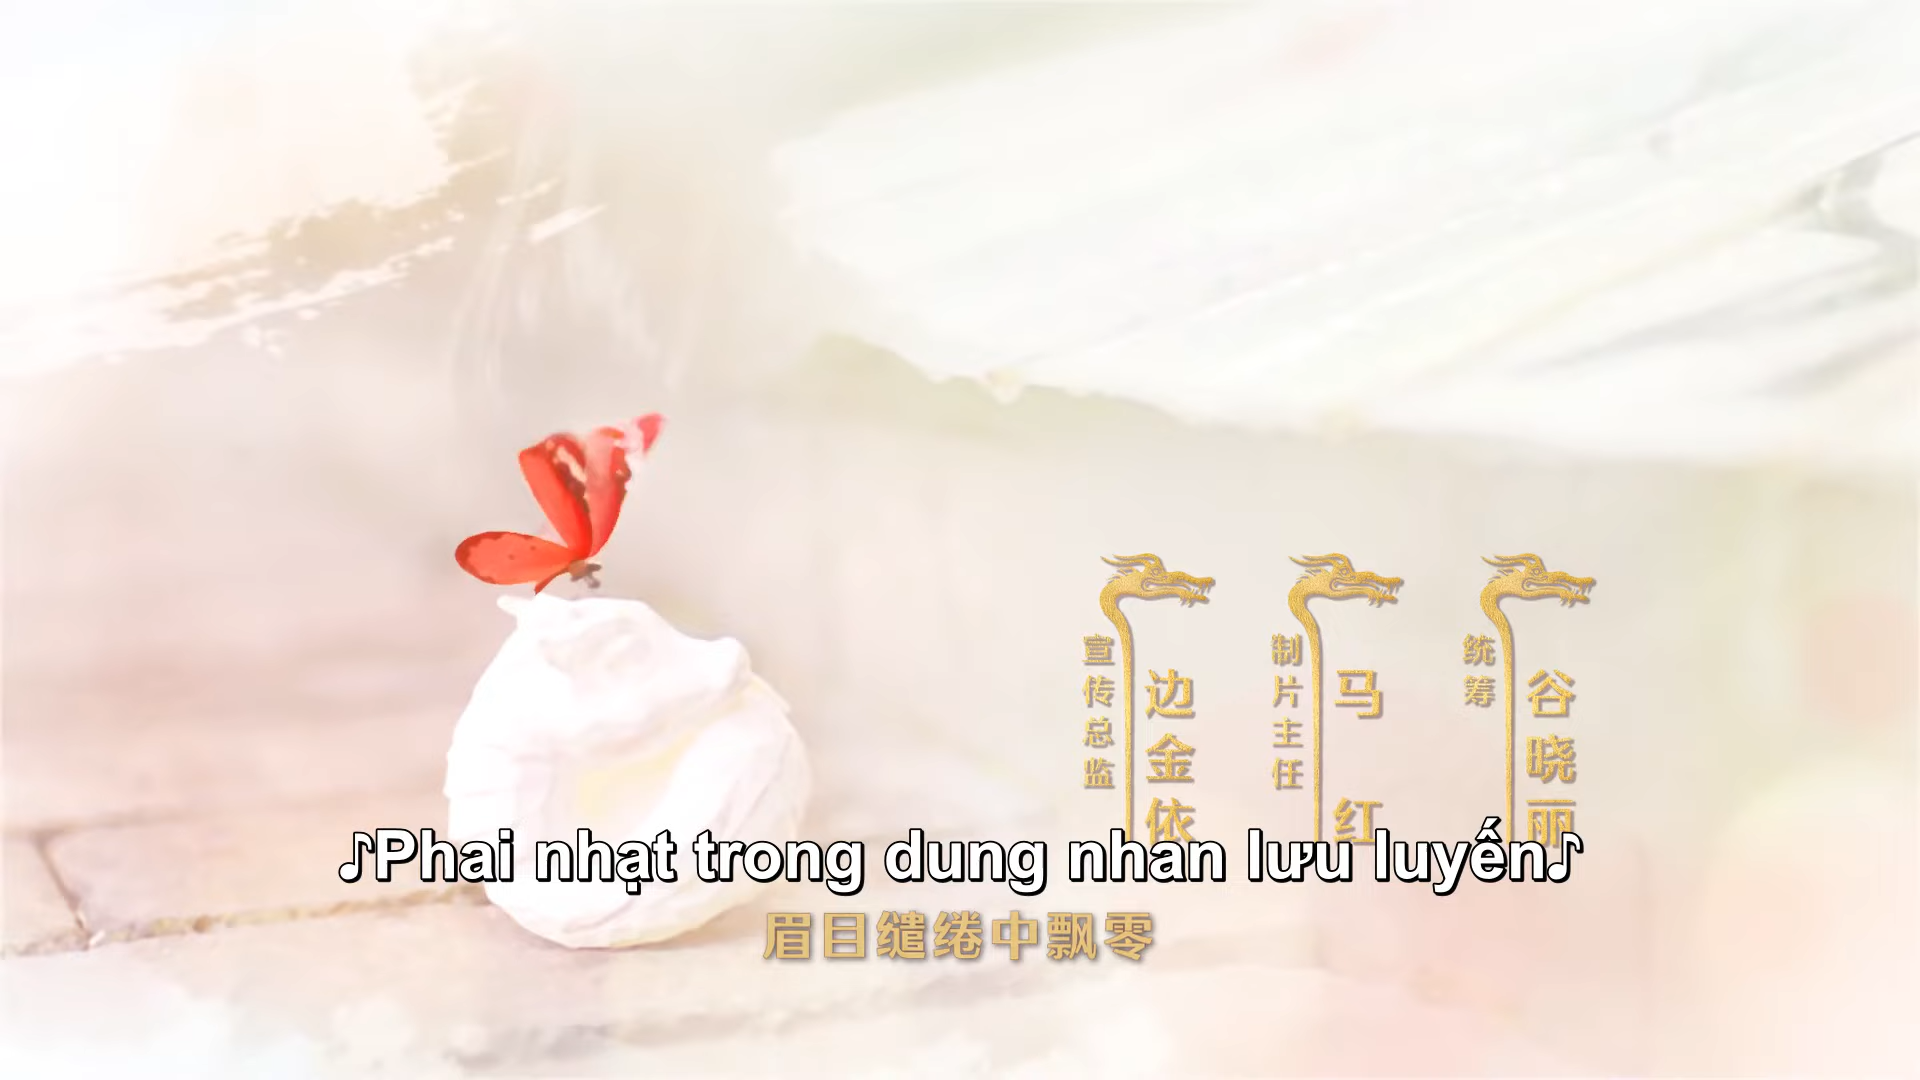 宣传总监
边金依
制片主任
马红
统筹
谷晓丽
♪Phai nhạt trong dung nhan lưu luyến♪
眉目缱绻中飘零